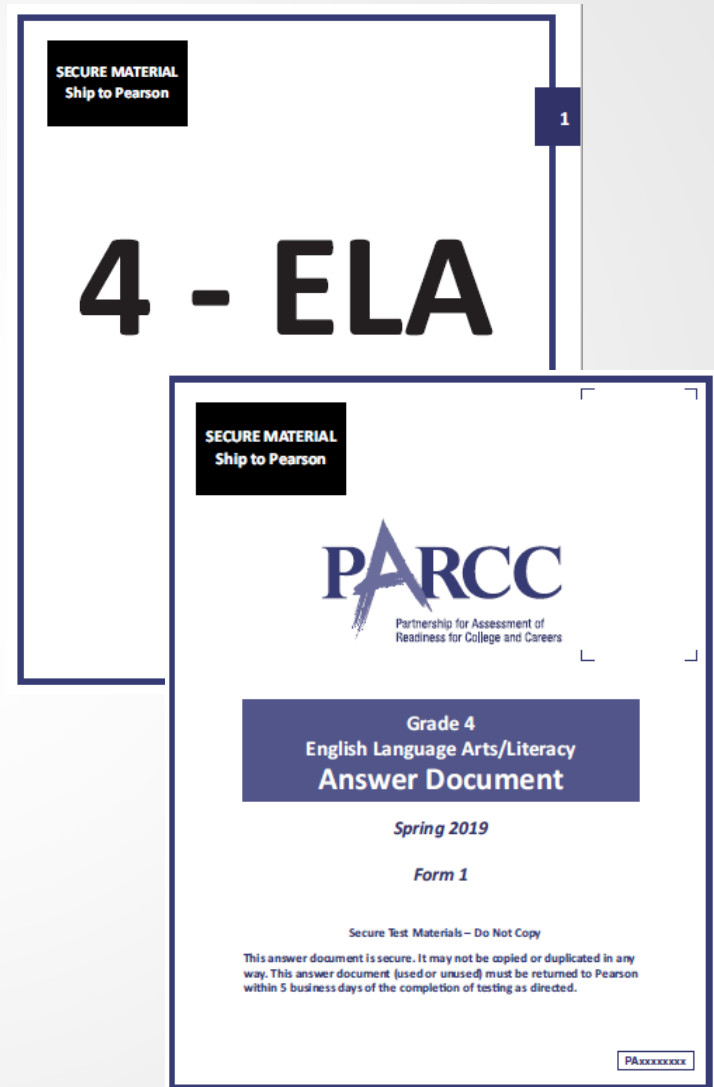 SECURE MATERIAL
Ship to Pearson
1
4 - ELA
SECURE MATERIAL
Ship to Pearson
PARCC
Partnership for Assessment of
Readiness for College and Careers
Grade 4
English Language Arts/Literacy
Answer Document
Spring 2019
Form 1
Secure Test Materials – Do Not Copy
This answer document is secure. It may not be copied or duplicated in any
way. This answer document (used or unused) must be returned to Pearson
within 5 business days of the completion of testing as directed.
PAxxxxxxxx